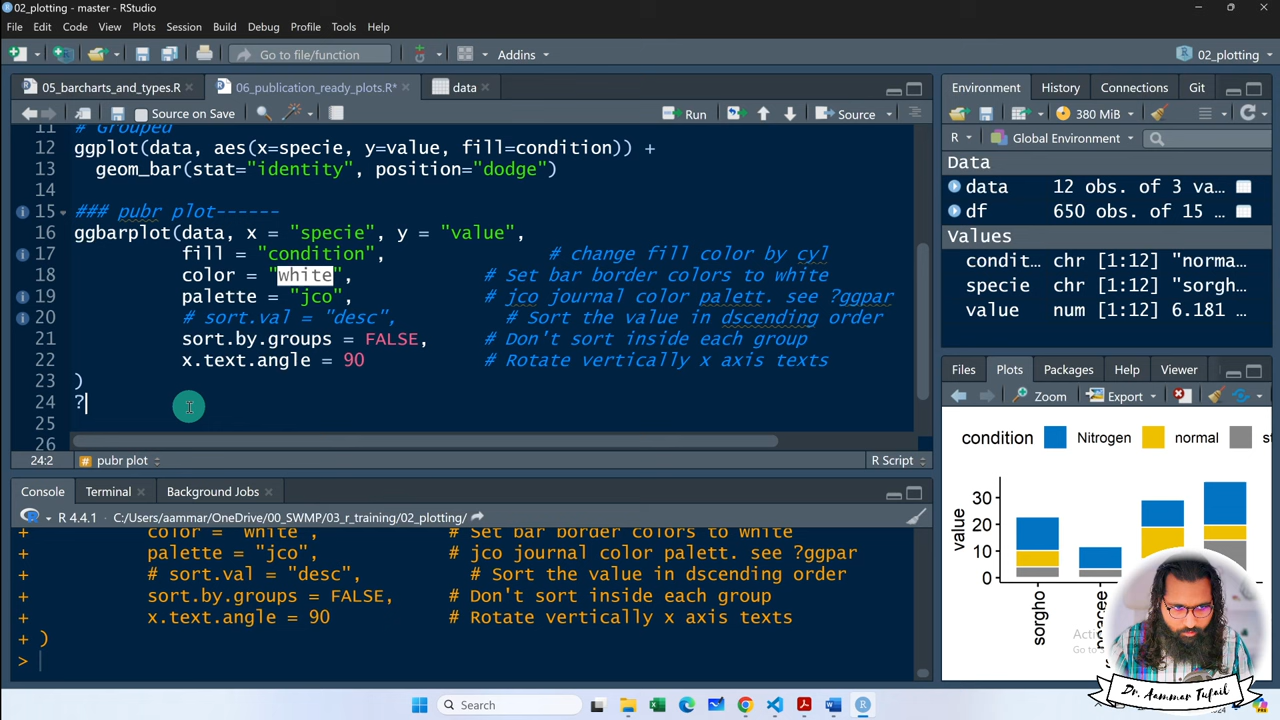 02_plotting - master - RStudio
File Edit Code View Plots Session Build Debug Profile Tools Help
Go to file/function
Addins
02_plotting
05_barcharts_and_types.R
06_publication_ready_plots.R*
data
Source on Save
Run
Source
11 # Grouped
12 ggplot(data, aes(x=specie, y=value, fill=condition)) +
13 geom_bar(stat="identity", position="dodge")
14
15 ### pubr plot------
16 ggbarplot(data, x = "specie", y = "value",
17 fill = "condition", # change fill color by cyl
18 color = "white", # Set bar border colors to white
19 palette = "jco", # jco journal color palett. see ?ggpar
20 # sort.val = "desc", # Sort the value in dscending order
21 sort.by.groups = FALSE, # Don't sort inside each group
22 x.text.angle = 90 # Rotate vertically x axis texts
23 )
24 ?
25
26
24:2 pubr plot R Script
Console Terminal Background Jobs
R 4.4.1 C:/Users/aammar/OneDrive/00_SWMP/03_r_training/02_plotting/
+ color = "white", # Set bar border colors to white
+ palette = "jco", # jco journal color palett. see ?ggpar
+ # sort.val = "desc", # Sort the value in dscending order
+ sort.by.groups = FALSE, # Don't sort inside each group
+ x.text.angle = 90 # Rotate vertically x axis texts
+ )
>
Environment History Connections Git
380 MiB
R Global Environment
Data
data 12 obs. of 3 va...
df 650 obs. of 15 ...
Values
condit... chr [1:12] "norma...
specie chr [1:12] "sorgh...
value num [1:12] 6.181 ...
Files Plots Packages Help Viewer
Zoom Export
condition Nitrogen normal
value
30
20
10
0
sorgho
Dr. Aammar Tufail
Search